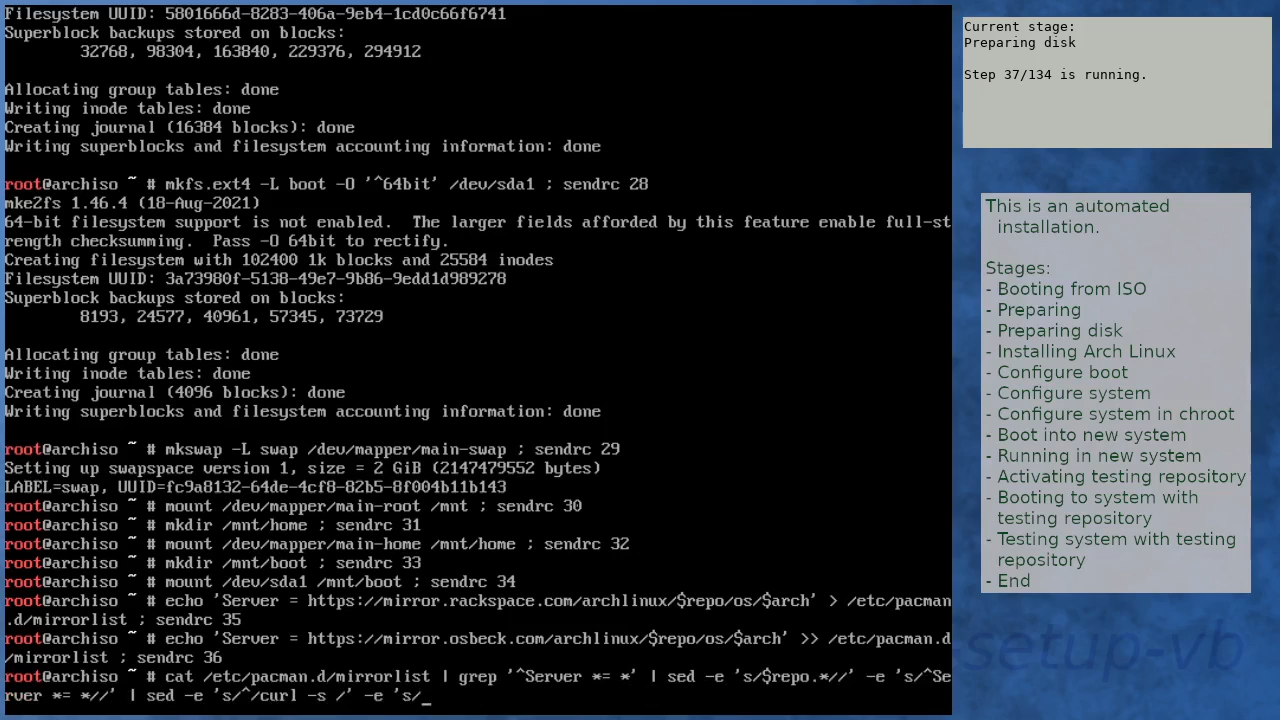 Filesystem UUID: 5801666d-8283-406a-9eb4-1cd0c66f6741
Superblock backups stored on blocks:
        32768, 98304, 163840, 229376, 294912

Allocating group tables: done
Writing inode tables: done
Creating journal (16384 blocks): done
Writing superblocks and filesystem accounting information: done

root@archiso ~ # mkfs.ext4 -L boot -O '^64bit' /dev/sda1 ; sendrc 28
mke2fs 1.46.4 (18-Aug-2021)
64-bit filesystem support is not enabled.  The larger fields afforded by this feature enable full-st
rength checksumming.  Pass -O 64bit to rectify.
Creating filesystem with 102400 1k blocks and 25584 inodes
Filesystem UUID: 3a73980f-5138-49e7-9b86-9edd1d989278
Superblock backups stored on blocks:
        8193, 24577, 40961, 57345, 73729

Allocating group tables: done
Writing inode tables: done
Creating journal (4096 blocks): done
Writing superblocks and filesystem accounting information: done

root@archiso ~ # mkswap -L swap /dev/mapper/main-swap ; sendrc 29
Setting up swapspace version 1, size = 2 GiB (2147479552 bytes)
LABEL=swap, UUID=fc9a8132-64de-4cf8-82b5-8f004b11b143
root@archiso ~ # mount /dev/mapper/main-root /mnt ; sendrc 30
root@archiso ~ # mkdir /mnt/home ; sendrc 31
root@archiso ~ # mount /dev/mapper/main-home /mnt/home ; sendrc 32
root@archiso ~ # mkdir /mnt/boot ; sendrc 33
root@archiso ~ # mount /dev/sda1 /mnt/boot ; sendrc 34
root@archiso ~ # echo 'Server = https://mirror.rackspace.com/archlinux/$repo/os/$arch' > /etc/pacman
.d/mirrorlist ; sendrc 35
root@archiso ~ # echo 'Server = https://mirror.osbeck.com/archlinux/$repo/os/$arch' >> /etc/pacman.d
/mirrorlist ; sendrc 36
root@archiso ~ # cat /etc/pacman.d/mirrorlist | grep '^Server *= *' | sed -e 's/$repo.*//' -e 's/^Se
rver *= *//' | sed -e 's/^/curl -s /' -e 's/_
Current stage:
Preparing disk

Step 37/134 is running.
This is an automated
installation.

Stages:
- Booting from ISO
- Preparing
- Preparing disk
- Installing Arch Linux
- Configure boot
- Configure system
- Configure system in chroot
- Boot into new system
- Running in new system
- Activating testing repository
- Booting to system with
testing repository
- Testing system with testing
repository
- End
setup-vb